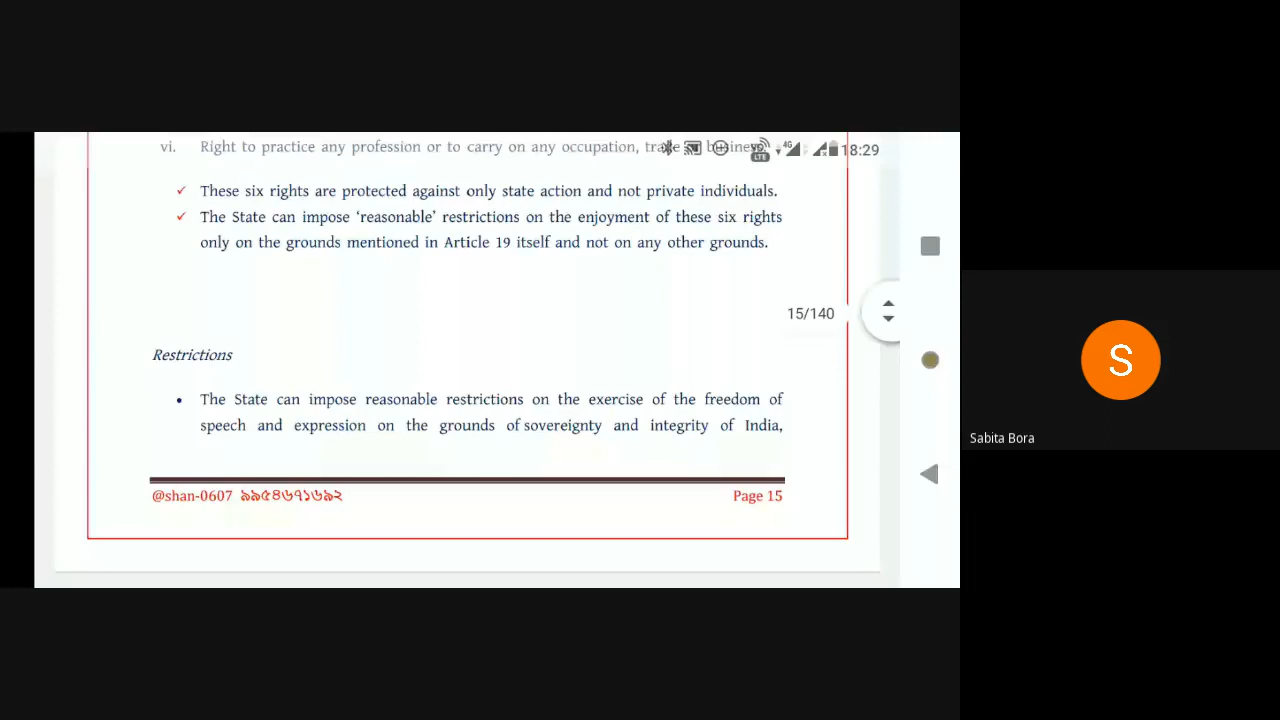 vi. Right to practice any profession or to carry on any occupation, trade business.
4G
LTE
18:29
✓ These six rights are protected against only state action and not private individuals.
✓ The State can impose ‘reasonable’ restrictions on the enjoyment of these six rights
only on the grounds mentioned in Article 19 itself and not on any other grounds.
15/140
Restrictions
• The State can impose reasonable restrictions on the exercise of the freedom of
speech and expression on the grounds of sovereignty and integrity of India,
@shan-0607 ৯৯৫৪৬৭১৬৯২ Page 15
S
Sabita Bora